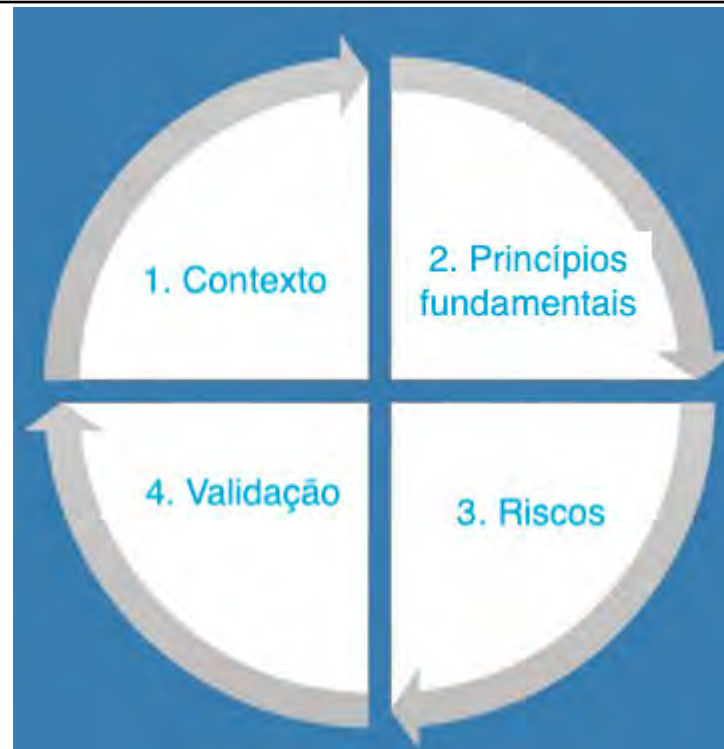 1. Contexto
2. Princípios
fundamentais
3. Riscos
4. Validação